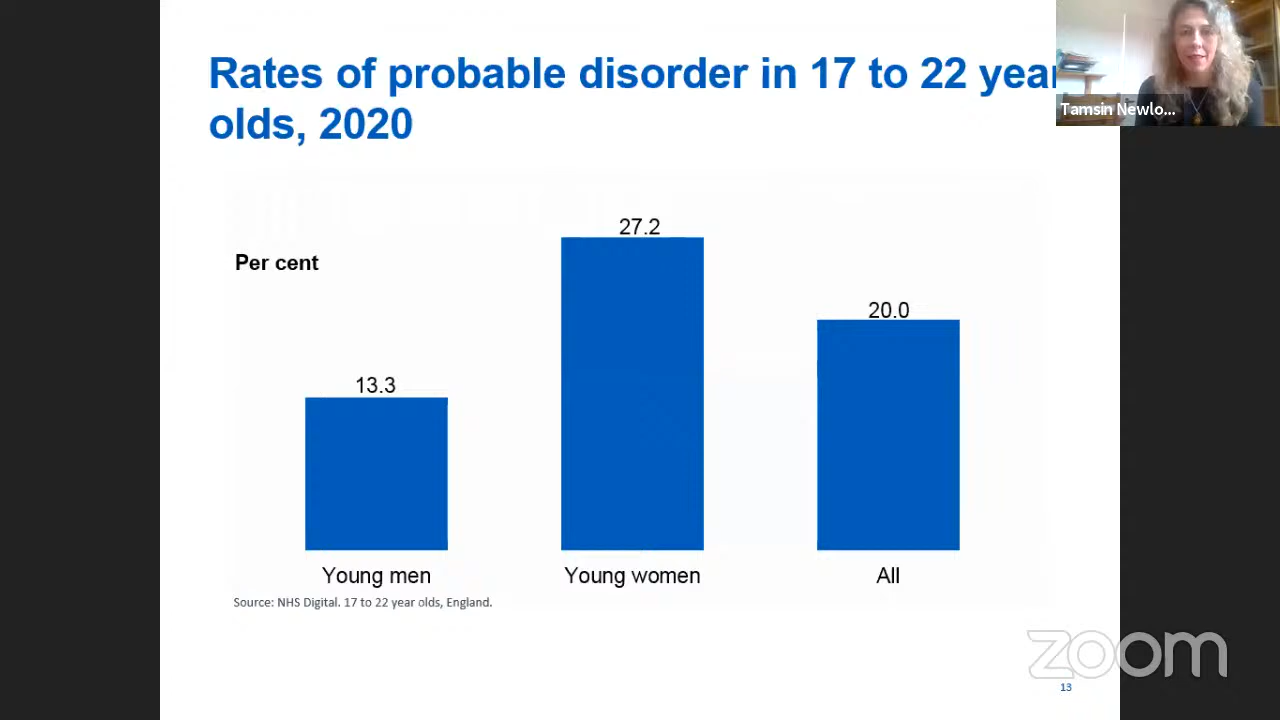 Rates of probable disorder in 17 to 22 year
olds, 2020
Tamsin Newlo...
27.2
Per cent
20.0
13.3
Young men
Young women
All
Source: NHS Digital. 17 to 22 year olds, England.
zoom
13